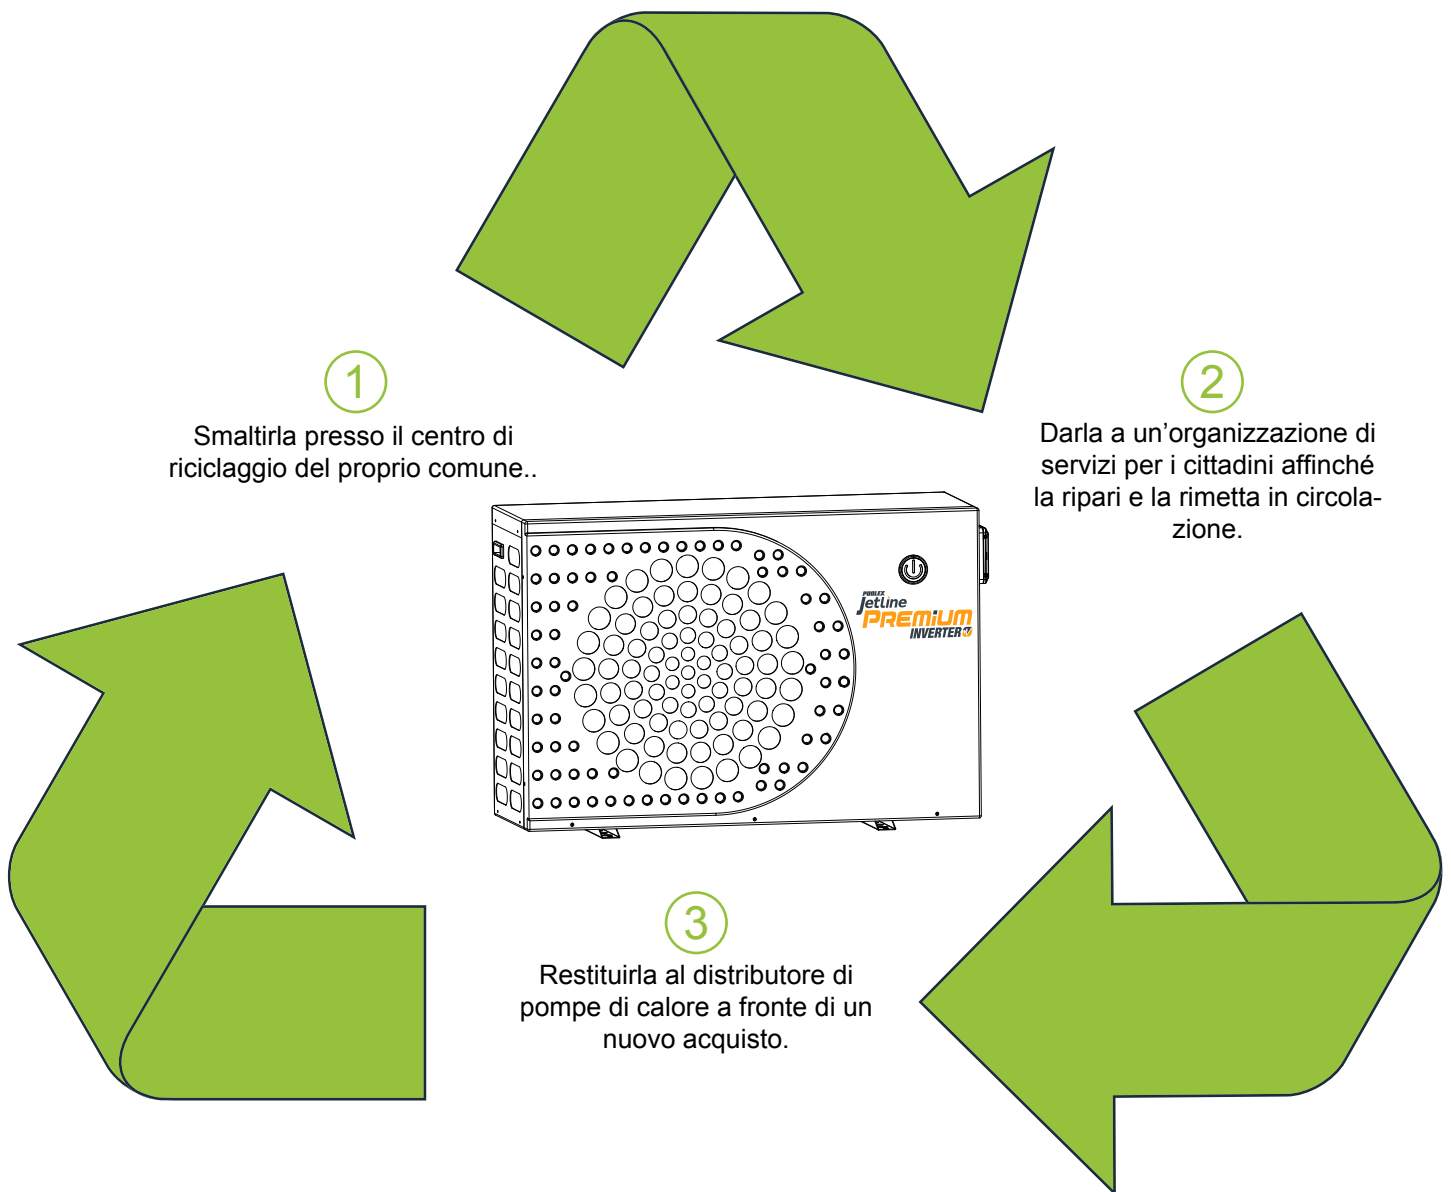 1
Smaltirla presso il centro di
riciclaggio del proprio comune..
2
Darla a un’organizzazione di
servizi per i cittadini affinché
la ripari e la rimetta in circola-
zione.
POOLEX
jetline
PREMiUM
INVERTER
3
Restituirla al distributore di
pompe di calore a fronte di un
nuovo acquisto.